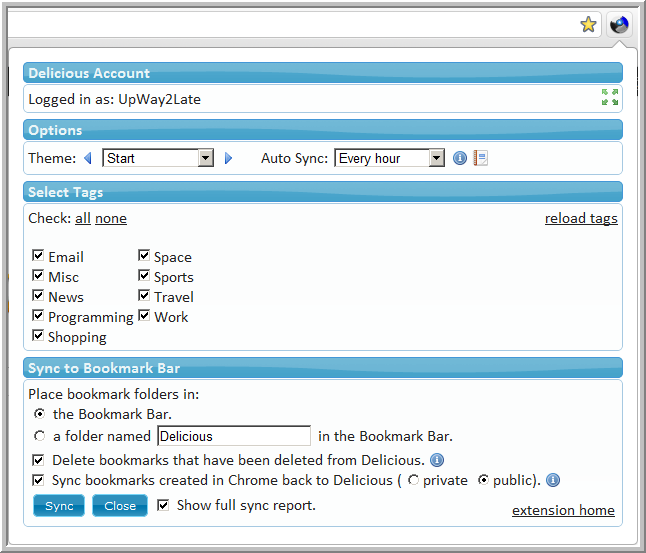 Delicious Account
Logged in as: UpWay2Late
Options
Theme: Start Auto Sync: Every hour
Select Tags
Check: all none reload tags
Email Space
Misc Sports
News Travel
Programming Work
Shopping
Sync to Bookmark Bar
Place bookmark folders in:
the Bookmark Bar.
a folder named Delicious in the Bookmark Bar.
Delete bookmarks that have been deleted from Delicious.
Sync bookmarks created in Chrome back to Delicious ( private public).
Sync Close Show full sync report.
extension home